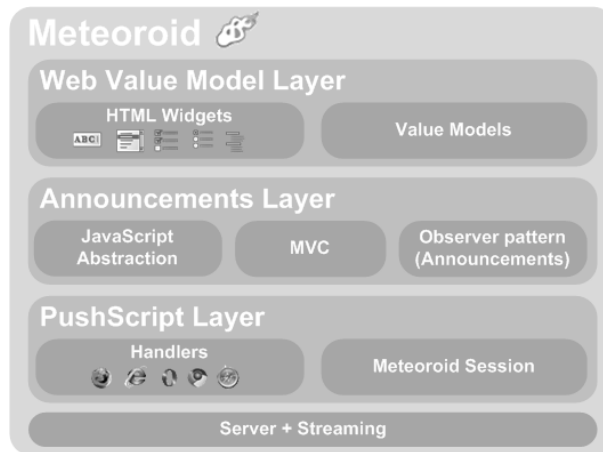 Meteoroid
Web Value Model Layer
HTML Widgets
ABC
Value Models
Announcements Layer
JavaScript
Abstraction
MVC
Observer pattern
(Announcements)
PushScript Layer
Handlers
Meteoroid Session
Server + Streaming